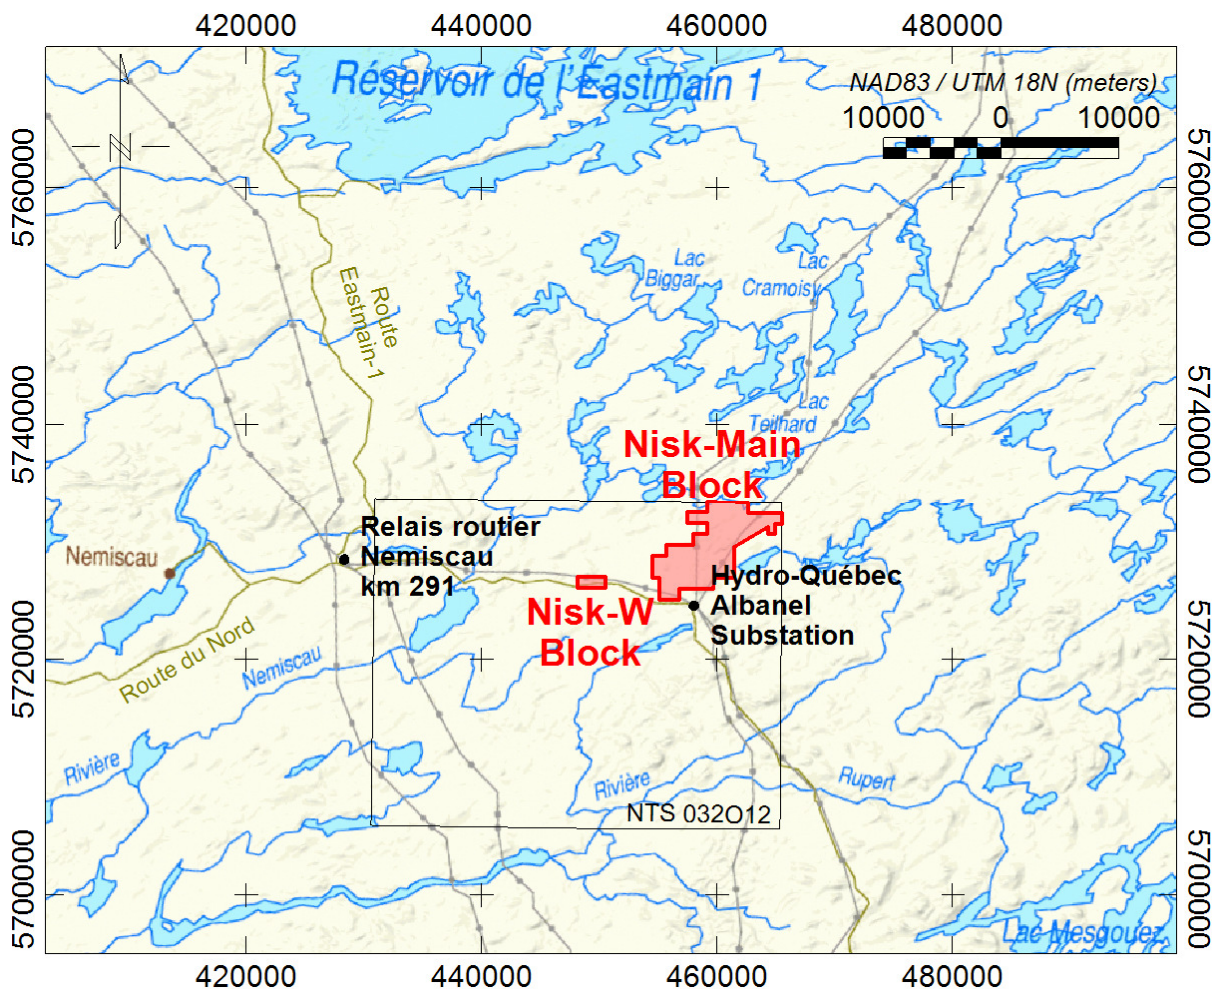 420000
440000
460000
480000
Réservoir de l'Eastmain 1
NAD83 / UTM 18N (meters)
10000
0
10000
N
5760000
5760000
Lac
Biggar
Lac
Cramoisy
Route
Eastmain-1
5740000
5740000
Lac
Teilhard
Nisk-Main
Block
Relais routier
Nemiscau
km 291
Nemiscau
Hydro-Québec
Albanel
Substation
Nisk-W
Block
5720000
5720000
Route du Nord
Nemiscau
Rivière
Rivière
Rupert
NTS 032O12
5700000
5700000
Lac Mesgouez
420000
440000
460000
480000